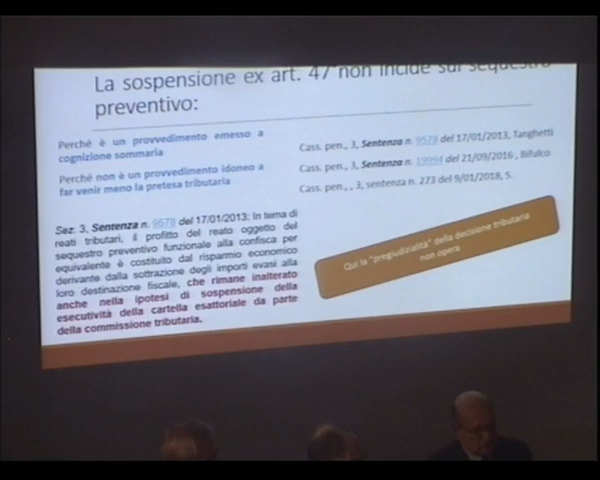 La sospensione ex art. 47 non incide sul sequestro
preventivo:
Perché è un provvedimento emesso a
cognizione sommaria
Perché non è un provvedimento idoneo a
far venir meno la pretesa tributaria
Sez. 3, Sentenza n. 9578 del 17/01/2013: In tema di
reati tributari, il profitto del reato oggetto del
sequestro preventivo funzionale alla confisca per
equivalente è costituito dal risparmio economico
derivante dalla sottrazione degli importi evasi alla
loro destinazione fiscale, che rimane inalterato
anche nella ipotesi di sospensione della
esecutività della cartella esattoriale da parte
della commissione tributaria.
Cass. pen., 3, Sentenza n. 9578 del 17/01/2013, Tanghetti
Cass. pen., 3, Sentenza n. 19994 del 21/09/2016 , Bifulco
Cass. pen., , 3, sentenza n. 273 del 9/01/2018, S.
Qui la "pregiudizialità" della decisione tributaria
non opera